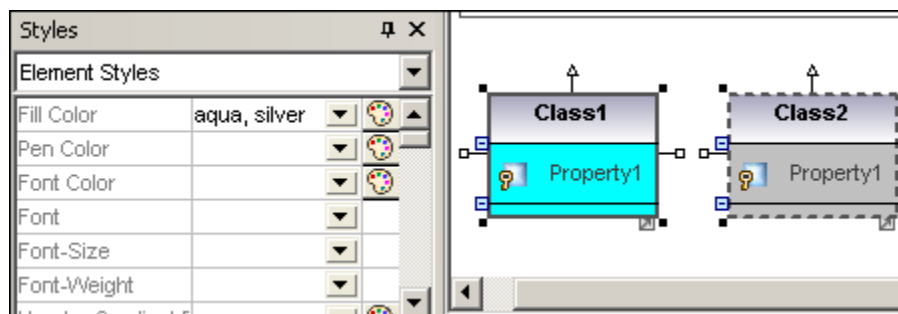 Styles
Element Styles
Fill Color aqua, silver
Pen Color
Font Color
Font
Font-Size
Font-Weight
Class1
Property1
Class2
Property1